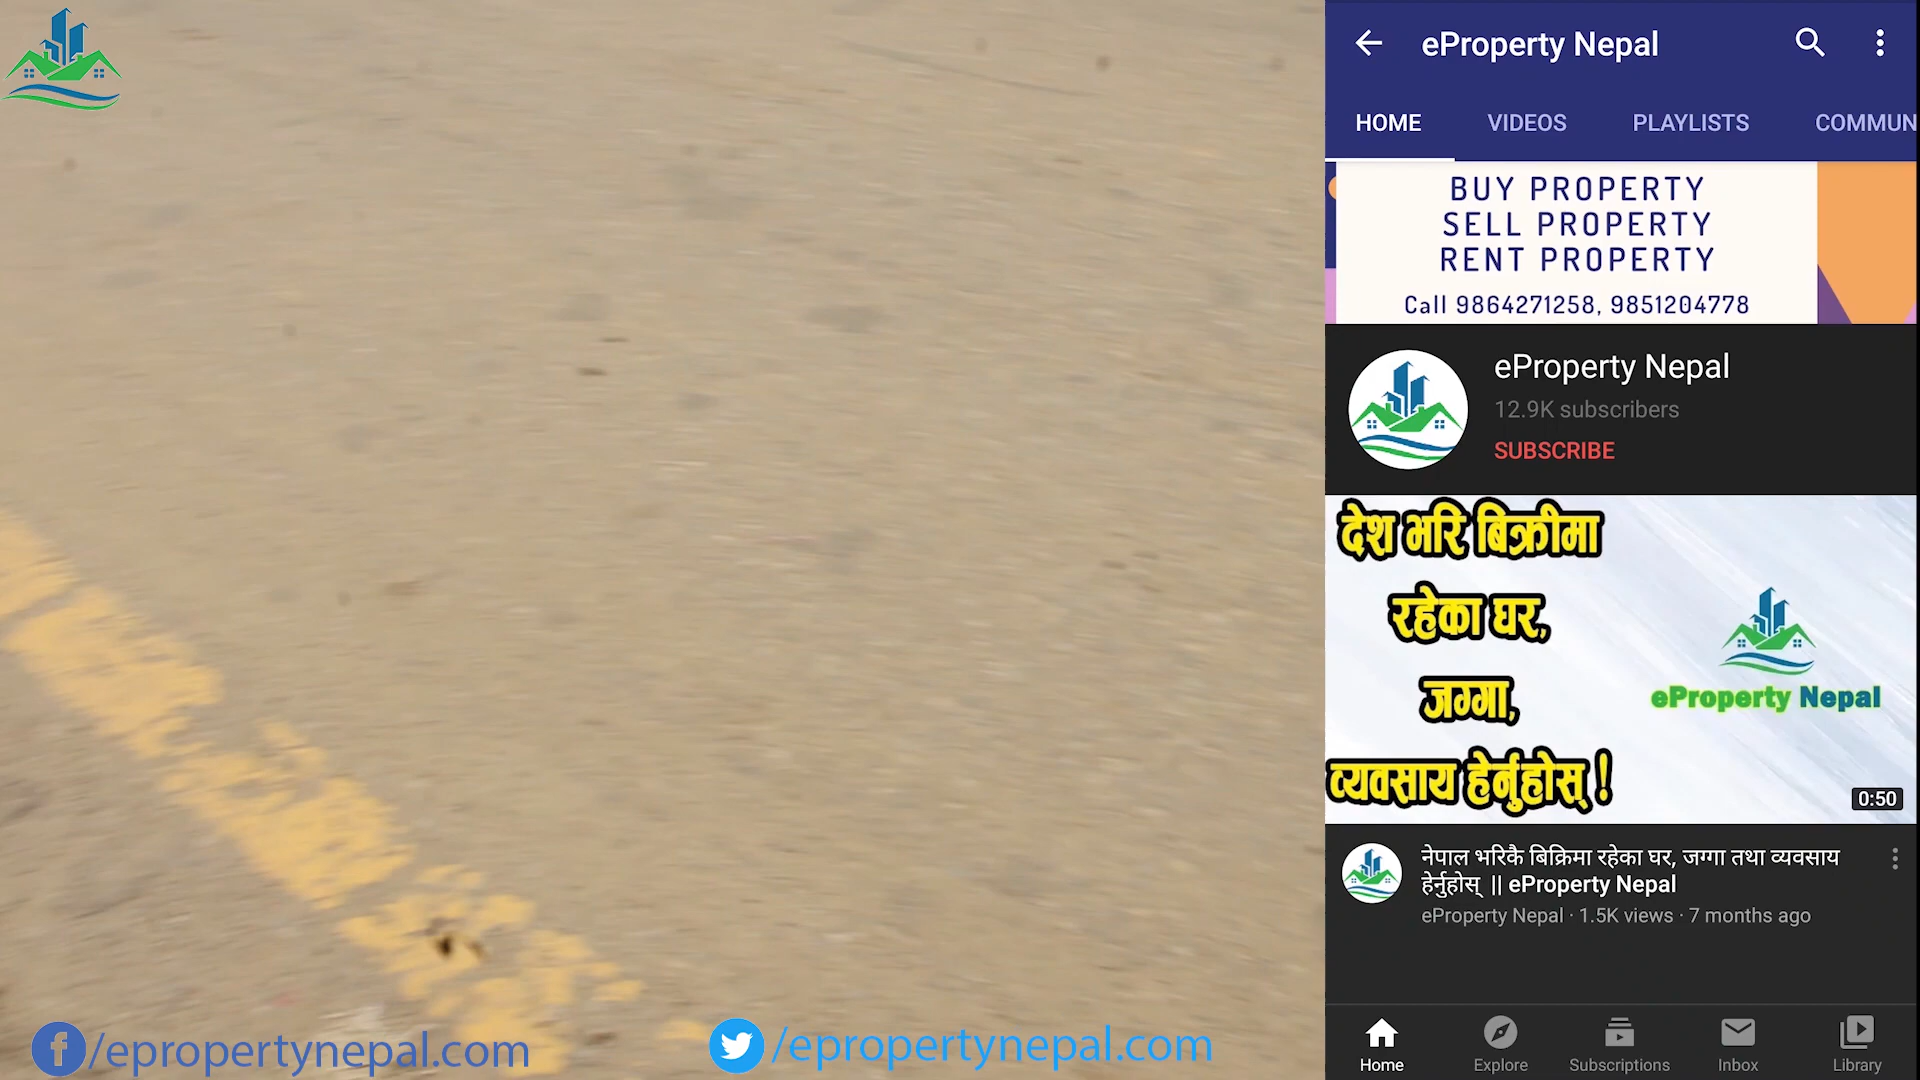 eProperty Nepal
HOME VIDEOS PLAYLISTS COMMUN
BUY PROPERTY
SELL PROPERTY
RENT PROPERTY
Call 9864271258, 9851204778
eProperty Nepal
12.9K subscribers
SUBSCRIBE
देश भरि बिक्रीमा
रहेका घर,
जग्गा,
व्यवसाय हेर्नुहोस् !
eProperty Nepal
0:50
नेपाल भरिकै बिक्रिमा रहेका घर, जग्गा तथा व्यवसाय
हेर्नुहोस् || eProperty Nepal
eProperty Nepal · 1.5K views · 7 months ago
Home Explore Subscriptions Inbox Library
/epropertynepal.com
/epropertynepal.com